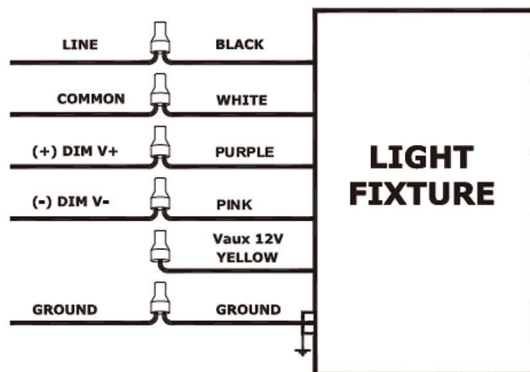 LINE BLACK
COMMON WHITE
(+) DIM V+ PURPLE
(-) DIM V- PINK
Vaux 12V
YELLOW
GROUND GROUND
LIGHT
FIXTURE